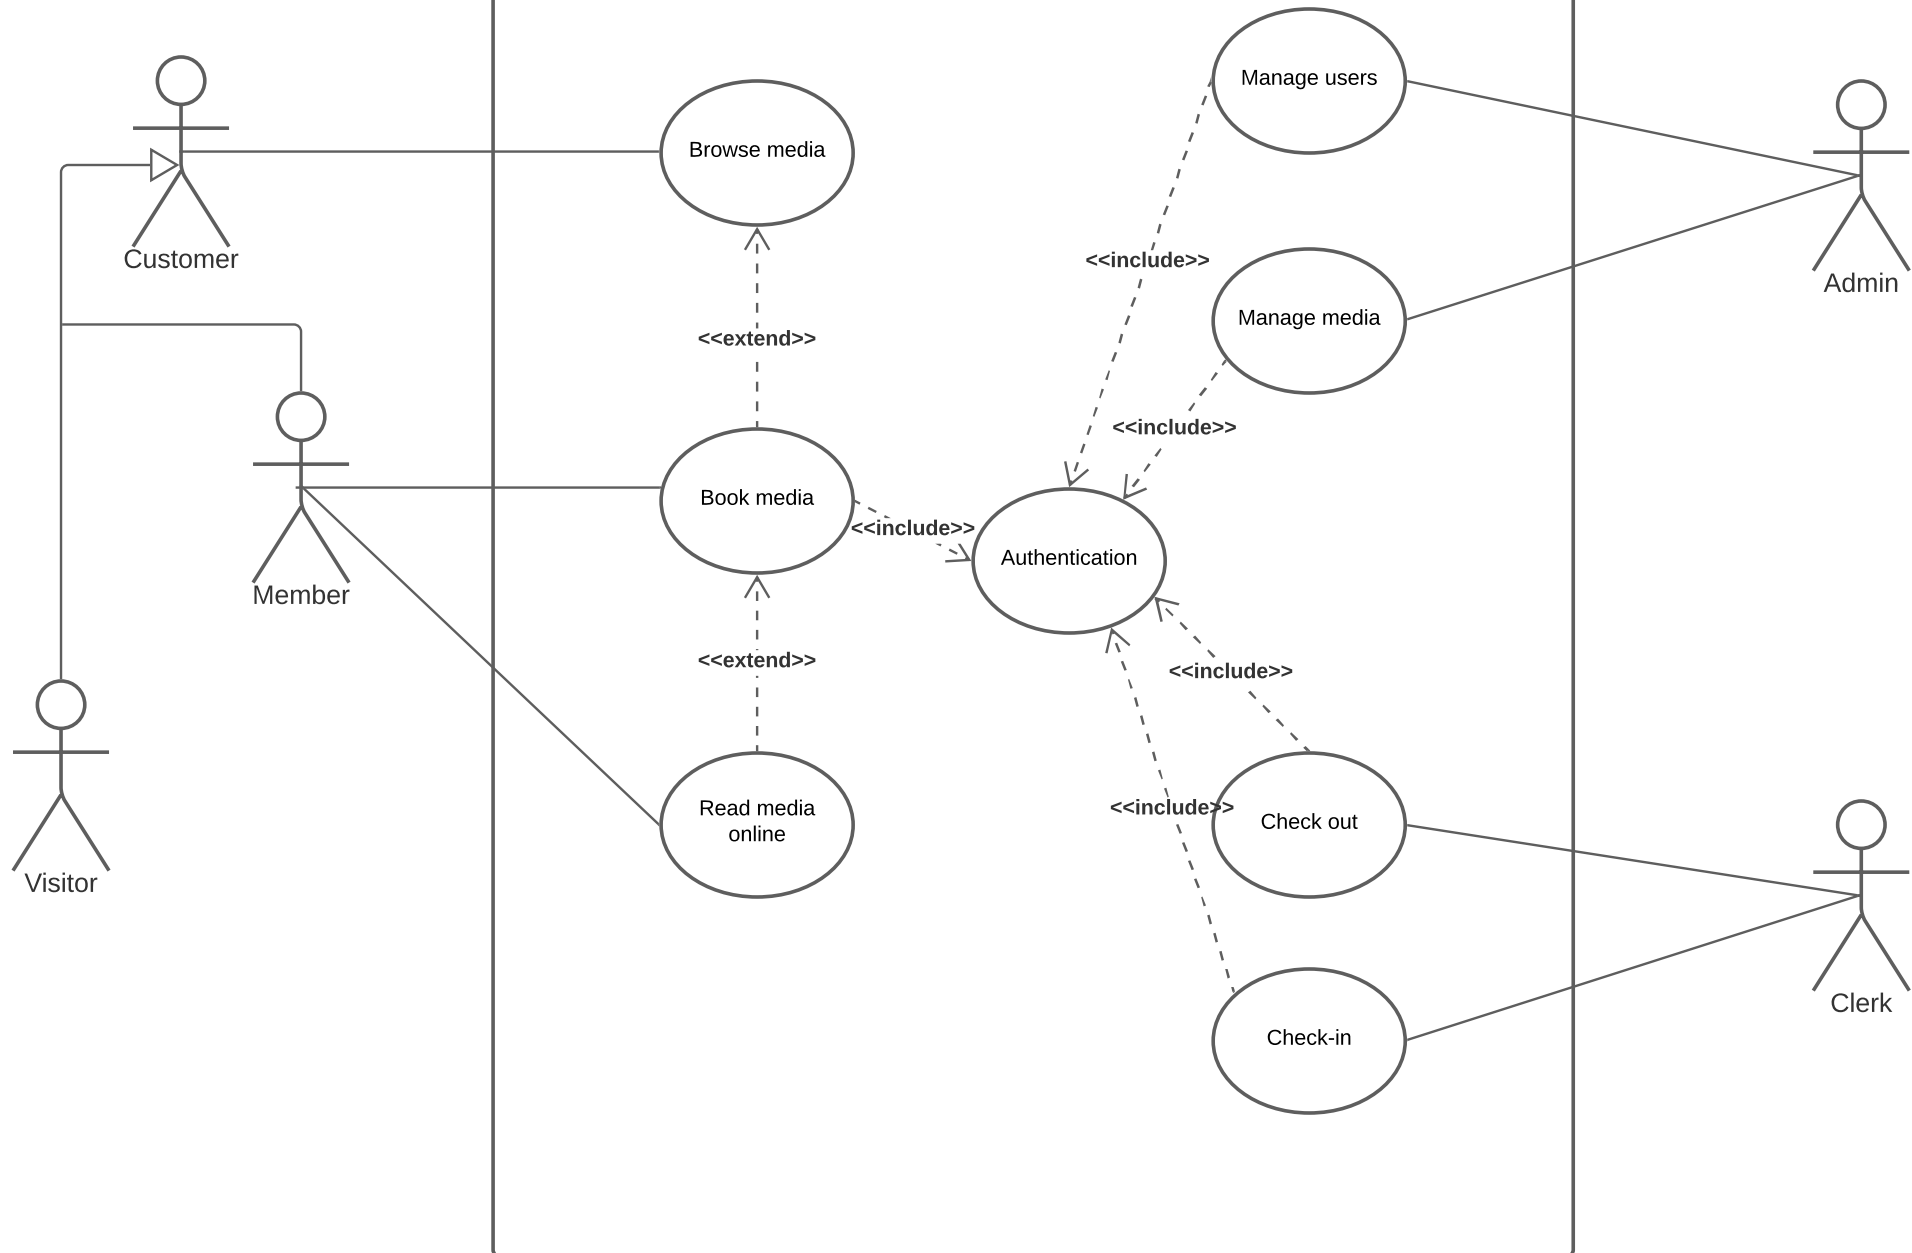 Manage users
Browse media
Customer
<<include>>
Admin
Manage media
<<extend>>
<<include>>
Book media
<<include>>
Authentication
Member
<<extend>>
<<include>>
Read media
online
<<include>>
Check out
Visitor
Clerk
Check-in